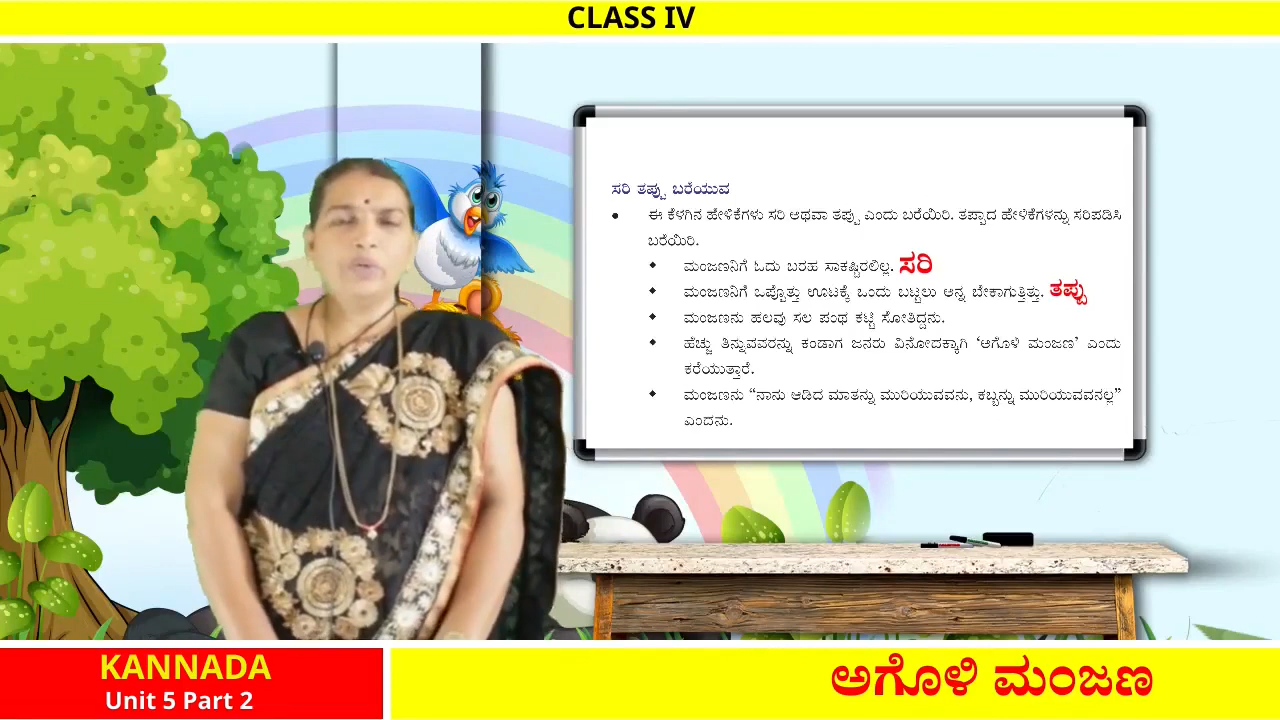 CLASS IV
ಸರಿ ತಪ್ಪು ಬರೆಯುವ
• ಈ ಕೆಳಗಿನ ಹೇಳಿಕೆಗಳು ಸರಿ ಅಥವಾ ತಪ್ಪು ಎಂದು ಬರೆಯಿರಿ. ತಪ್ಪಾದ ಹೇಳಿಕೆಗಳನ್ನು ಸರಿಪಡಿಸಿ
ಬರೆಯಿರಿ.
ಮಂಜಣನಿಗೆ ಓದು ಬರಹ ಸಾಕಷ್ಟಿರಲಿಲ್ಲ. ಸರಿ
ಮಂಜಣನಿಗೆ ಒಪ್ಪೊತ್ತು ಊಟಕ್ಕೆ ಒಂದು ಬಟ್ಟಲು ಅನ್ನ ಬೇಕಾಗುತ್ತಿತ್ತು. ತಪ್ಪು
ಮಂಜಣನು ಹಲವು ಸಲ ಪಂಥ ಕಟ್ಟಿ ಸೋತಿದ್ದನು.
ಹೆಚ್ಚು ತಿನ್ನುವವರನ್ನು ಕಂಡಾಗ ಜನರು ವಿನೋದಕ್ಕಾಗಿ ‘ಅಗೊಳಿ ಮಂಜಣ’ ಎಂದು
ಕರೆಯುತ್ತಾರೆ.
ಮಂಜಣನು “ನಾನು ಆಡಿದ ಮಾತನ್ನು ಮುರಿಯುವವನು, ಕಬ್ಬನ್ನು ಮುರಿಯುವವನಲ್ಲ”
ಎಂದನು.
KANNADA
Unit 5 Part 2
ಅಗೊಳಿ ಮಂಜಣ